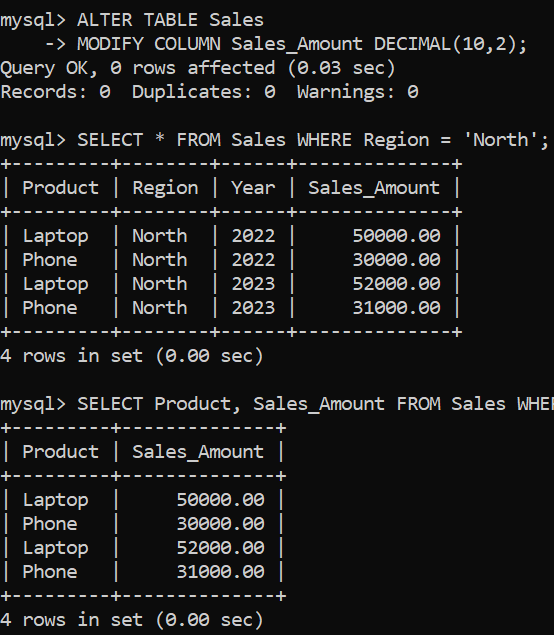 mysql> ALTER TABLE Sales
    -> MODIFY COLUMN Sales_Amount DECIMAL(10,2);
Query OK, 0 rows affected (0.03 sec)
Records: 0  Duplicates: 0  Warnings: 0

mysql> SELECT * FROM Sales WHERE Region = 'North';
+---------+--------+------+--------------+
| Product | Region | Year | Sales_Amount |
+---------+--------+------+--------------+
| Laptop  | North  | 2022 |     50000.00 |
| Phone   | North  | 2022 |     30000.00 |
| Laptop  | North  | 2023 |     52000.00 |
| Phone   | North  | 2023 |     31000.00 |
+---------+--------+------+--------------+
4 rows in set (0.00 sec)

mysql> SELECT Product, Sales_Amount FROM Sales
+---------+--------------+
| Product | Sales_Amount |
+---------+--------------+
| Laptop  |     50000.00 |
| Phone   |     30000.00 |
| Laptop  |     52000.00 |
| Phone   |     31000.00 |
+---------+--------------+
4 rows in set (0.00 sec)